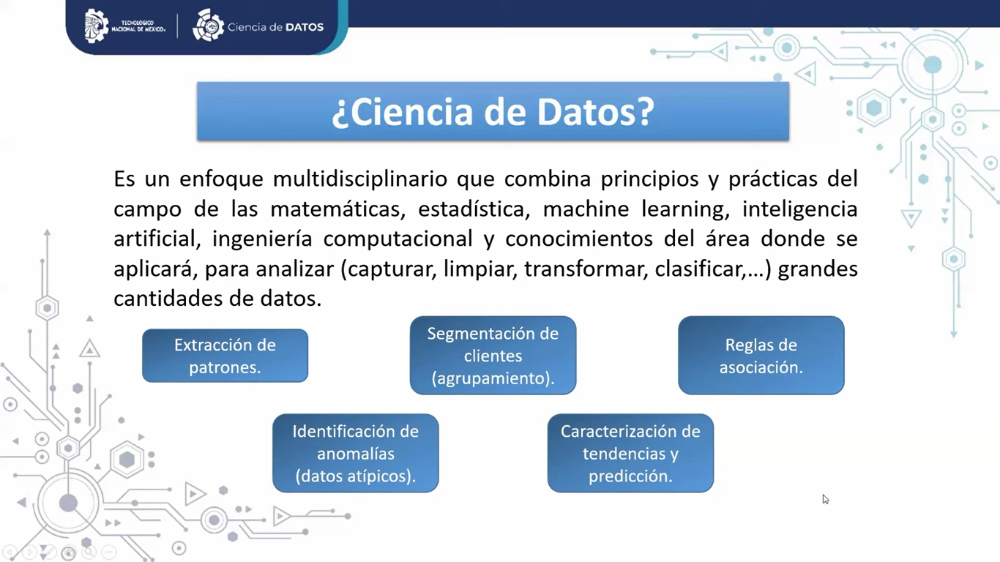 TECNOLÓGICO
NACIONAL DE MÉXICO®
Ciencia de DATOS
¿Ciencia de Datos?
Es un enfoque multidisciplinario que combina principios y prácticas del
campo de las matemáticas, estadística, machine learning, inteligencia
artificial, ingeniería computacional y conocimientos del área donde se
aplicará, para analizar (capturar, limpiar, transformar, clasificar,...) grandes
cantidades de datos.
Extracción de
patrones.
Segmentación de
clientes
(agrupamiento).
Reglas de
asociación.
Identificación de
anomalías
(datos atípicos).
Caracterización de
tendencias y
predicción.